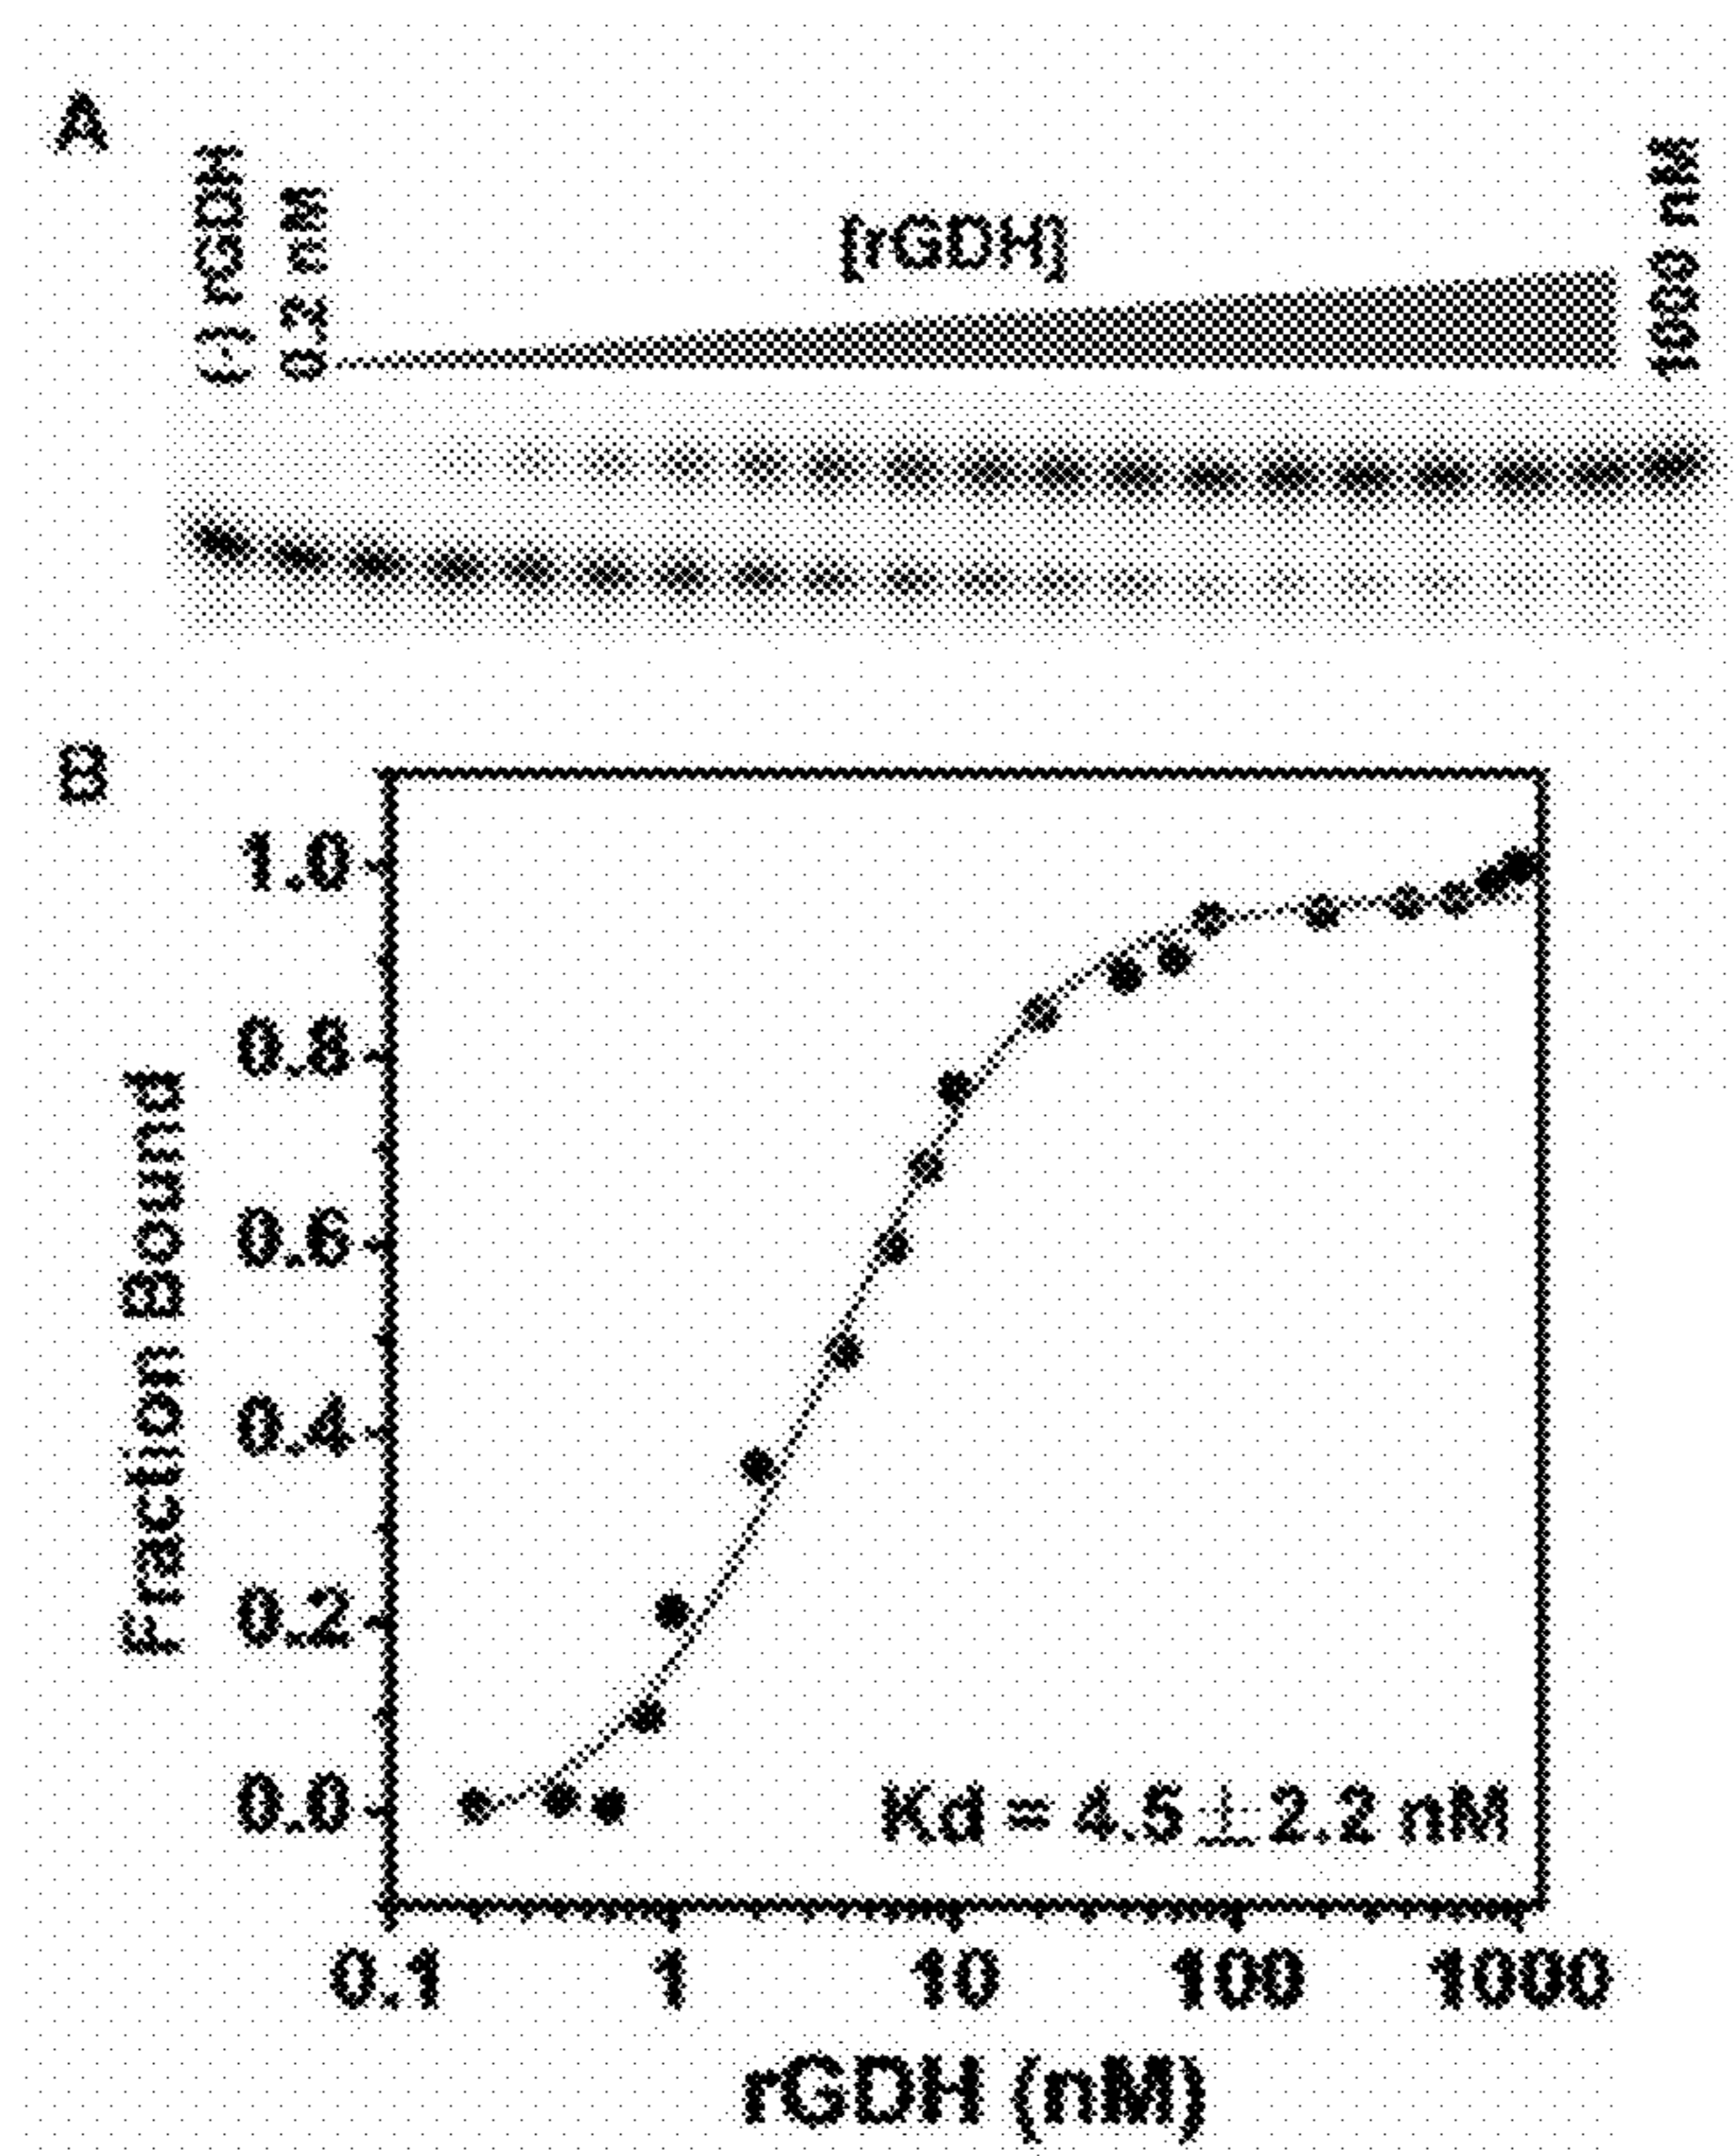 A
(-) rGDH
0.2 nM
[rGDH]
1000 nM
B
Fraction Bound
1.0
0.8
0.6
0.4
0.2
0.0
Kd = 4.5 ± 2.2 nM
0.1 1 10 100 1000
rGDH (nM)